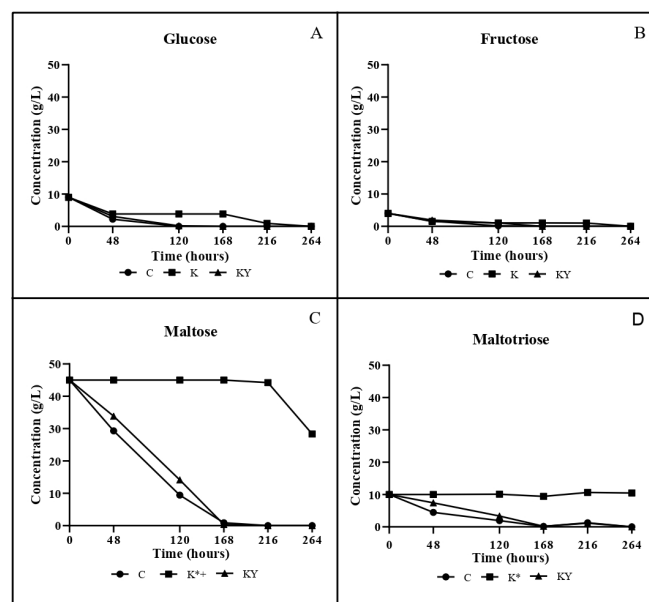 Glucose
A
Concentration (g/L)
50
40
30
20
10
0
0 48 120 168 216 264
Time (hours)
C K KY
Fructose
B
Concentration (g/L)
50
40
30
20
10
0
0 48 120 168 216 264
Time (hours)
C K KY
Maltose
C
Concentration (g/L)
50
40
30
20
10
0
0 48 120 168 216 264
Time (hours)
C K*+ KY
Maltotriose
D
Concentration (g/L)
50
40
30
20
10
0
0 48 120 168 216 264
Time (hours)
C K* KY